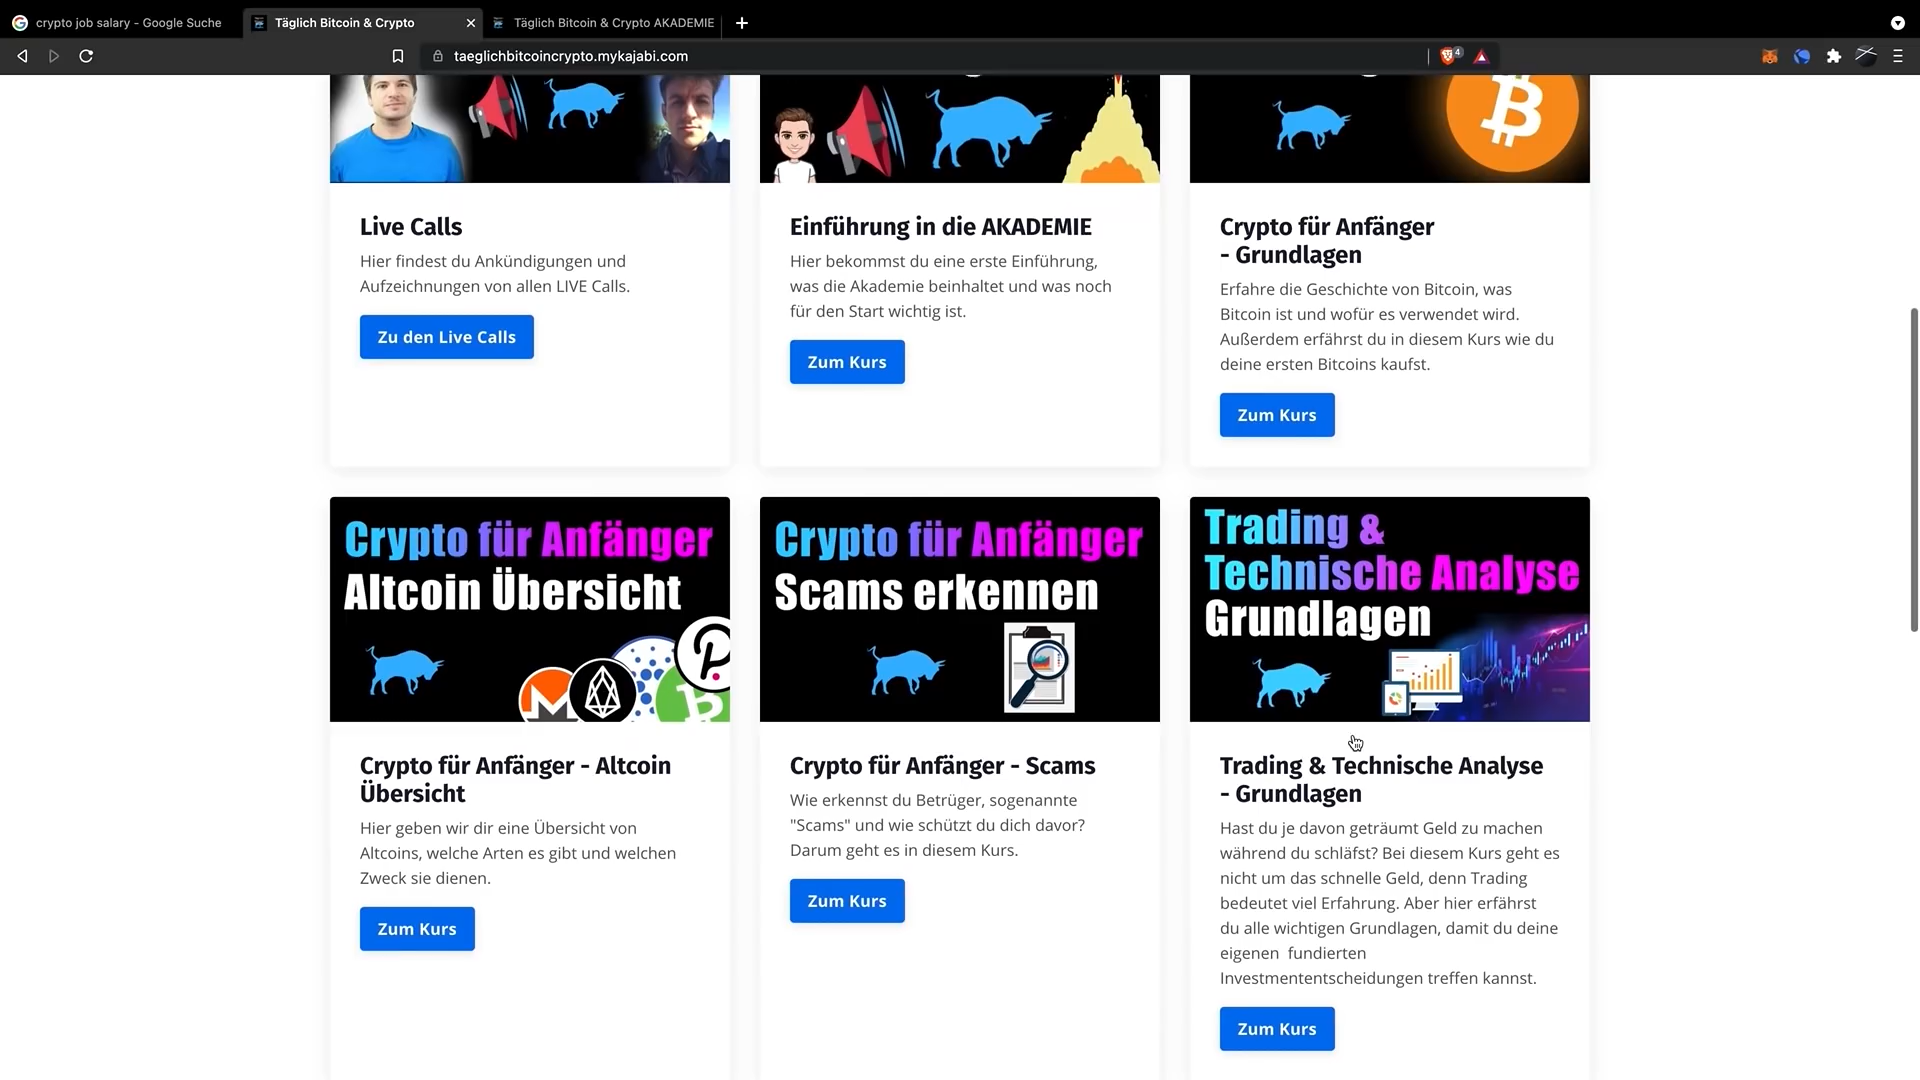 crypto job salary - Google Suche
Täglich Bitcoin & Crypto
Täglich Bitcoin & Crypto AKADEMIE
taeglichbitcoincrypto.mykajabi.com
4
Live Calls
Hier findest du Ankündigungen und
Aufzeichnungen von allen LIVE Calls.
Zu den Live Calls
Einführung in die AKADEMIE
Hier bekommst du eine erste Einführung,
was die Akademie beinhaltet und was noch
für den Start wichtig ist.
Zum Kurs
Crypto für Anfänger
- Grundlagen
Erfahre die Geschichte von Bitcoin, was
Bitcoin ist und wofür es verwendet wird.
Außerdem erfährst du in diesem Kurs wie du
deine ersten Bitcoins kaufst.
Zum Kurs
Crypto für Anfänger
Altcoin Übersicht
Crypto für Anfänger - Altcoin
Übersicht
Hier geben wir dir eine Übersicht von
Altcoins, welche Arten es gibt und welchen
Zweck sie dienen.
Zum Kurs
Crypto für Anfänger
Scams erkennen
Crypto für Anfänger - Scams
Wie erkennst du Betrüger, sogenannte
"Scams" und wie schützt du dich davor?
Darum geht es in diesem Kurs.
Zum Kurs
Trading &
Technische Analyse
Grundlagen
Trading & Technische Analyse
- Grundlagen
Hast du je davon geträumt Geld zu machen
während du schläfst? Bei diesem Kurs geht es
nicht um das schnelle Geld, denn Trading
bedeutet viel Erfahrung. Aber hier erfährst
du alle wichtigen Grundlagen, damit du deine
eigenen fundierten
Investmententscheidungen treffen kannst.
Zum Kurs